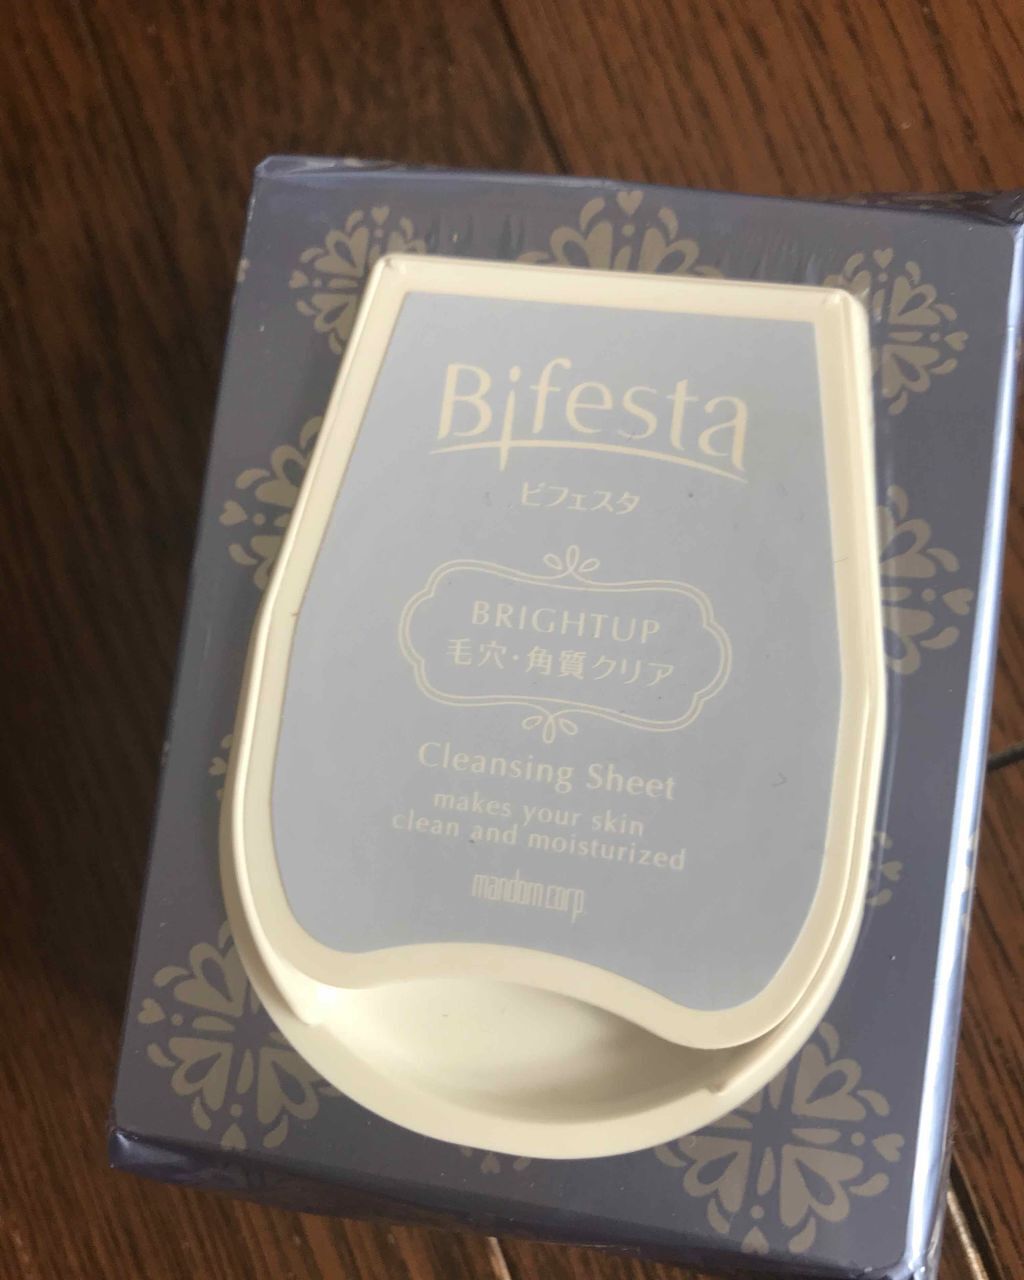 Bifesta
ビフェスタ
BRIGHTUP
毛穴・角質クリア
Cleansing Sheet
makes your skin
clean and moisturized
mandom corp